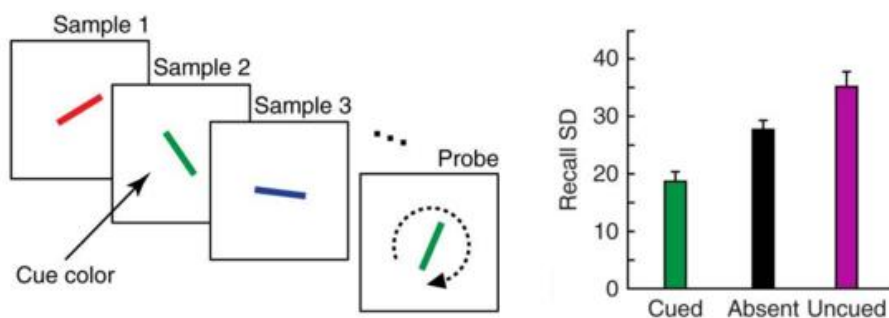 Sample 1
Sample 2
Sample 3
Probe
Cue color
Recall SD
40
30
20
10
0
Cued Absent Uncued